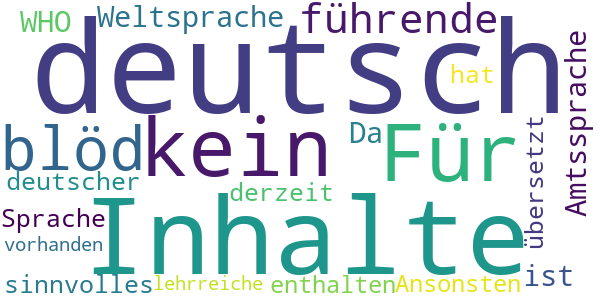 WHO Weltsprache führende
deutsch
hat
blöd kein Da Für
deutscher derzeit
Sprache Inhalte
vorhanden
sinnvolles lehrreiche enthalten Ansonsten ist
übersetzt
Amtssprache